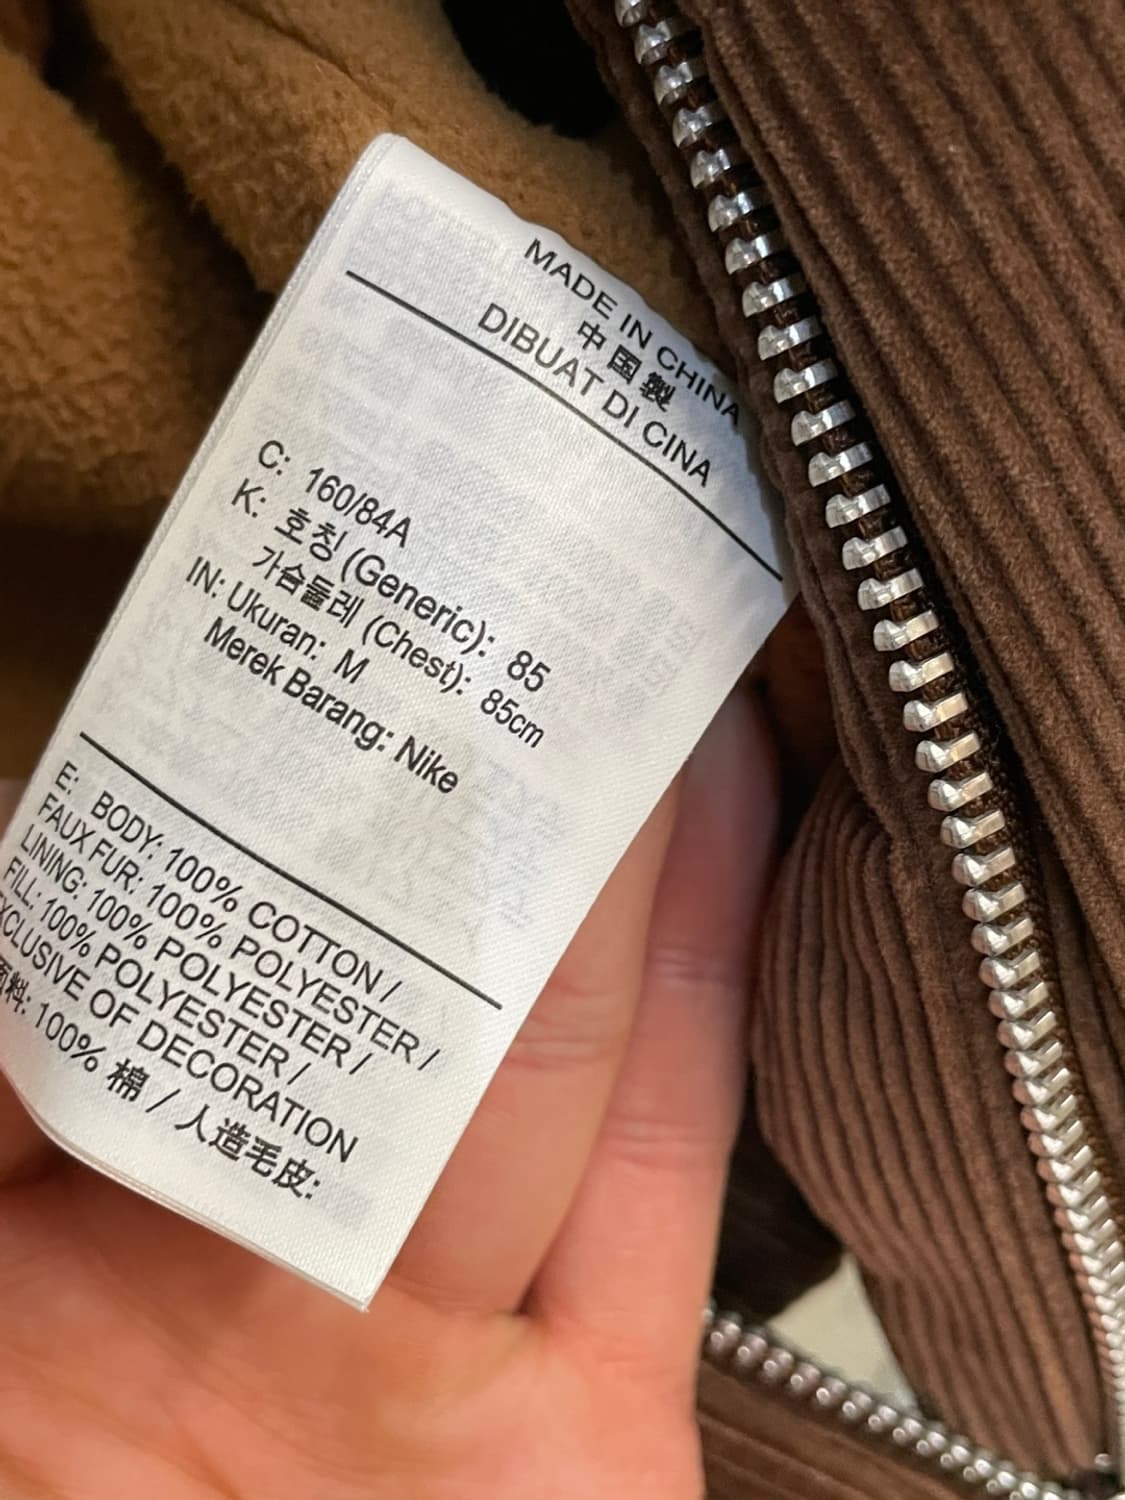 MADE IN CHINA
中国製
DIBUAT DI CINA
C: 160/84A
K: 호칭 (Generic): 85
가슴둘레 (Chest): 85cm
IN: Ukuran: M
Merek Barang: Nike
E: BODY: 100% COTTON /
FAUX FUR: 100% POLYESTER /
LINING: 100% POLYESTER /
FILL: 100% POLYESTER /
EXCLUSIVE OF DECORATION
面料: 100% 棉 / 人造毛皮: